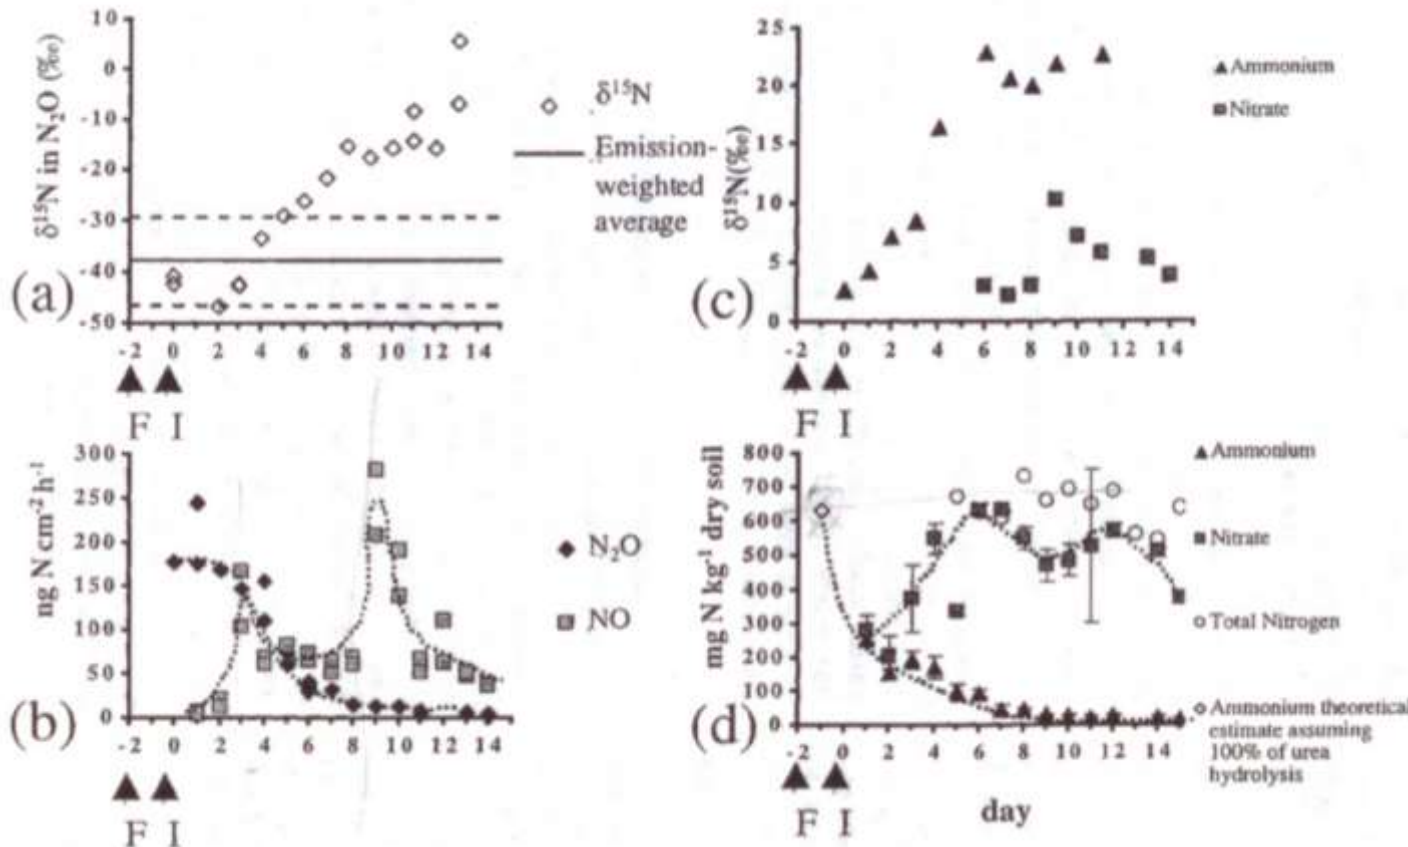 10
0
-10
-20
-30
-40
-50
δ¹⁵N in N₂O (‰)
-2 0 2 4 6 8 10 12 14
δ¹⁵N
Emission-
weighted
average
(a)
F I
25
20
15
10
5
0
δ¹⁵N(‰)
-2 0 2 4 6 8 10 12 14
Ammonium
Nitrate
(c)
F I
300
250
200
150
100
50
0
ng N cm⁻² h⁻¹
-2 0 2 4 6 8 10 12 14
N₂O
NO
(b)
F I
800
700
600
500
400
300
200
100
0
mg N kg⁻¹ dry soil
-2 0 2 4 6 8 10 12 14
Ammonium
Nitrate
Total Nitrogen
Ammonium theoretical
estimate assuming
100% of urea
hydrolysis
(d)
F I
day